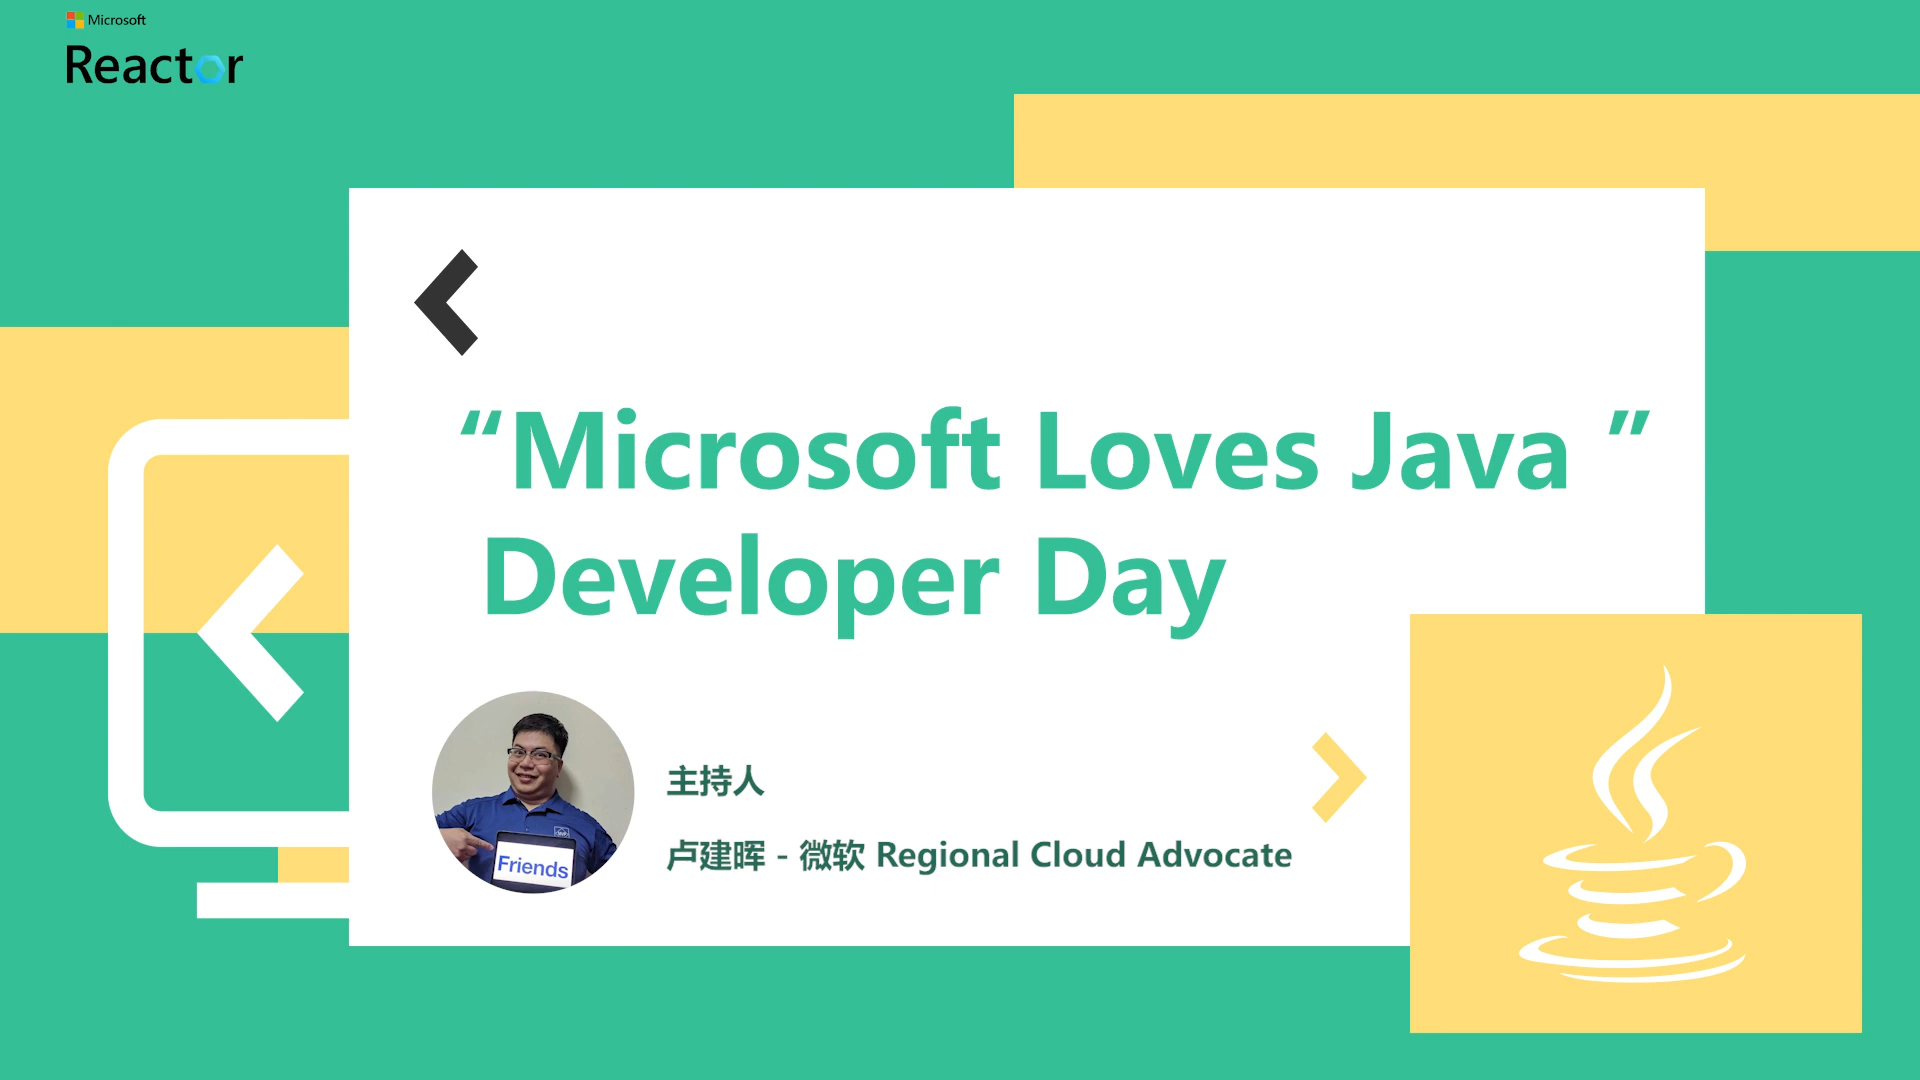 Microsoft
Reactor
“Microsoft Loves Java ”
Developer Day
主持人
卢建晖 - 微软 Regional Cloud Advocate
Friends